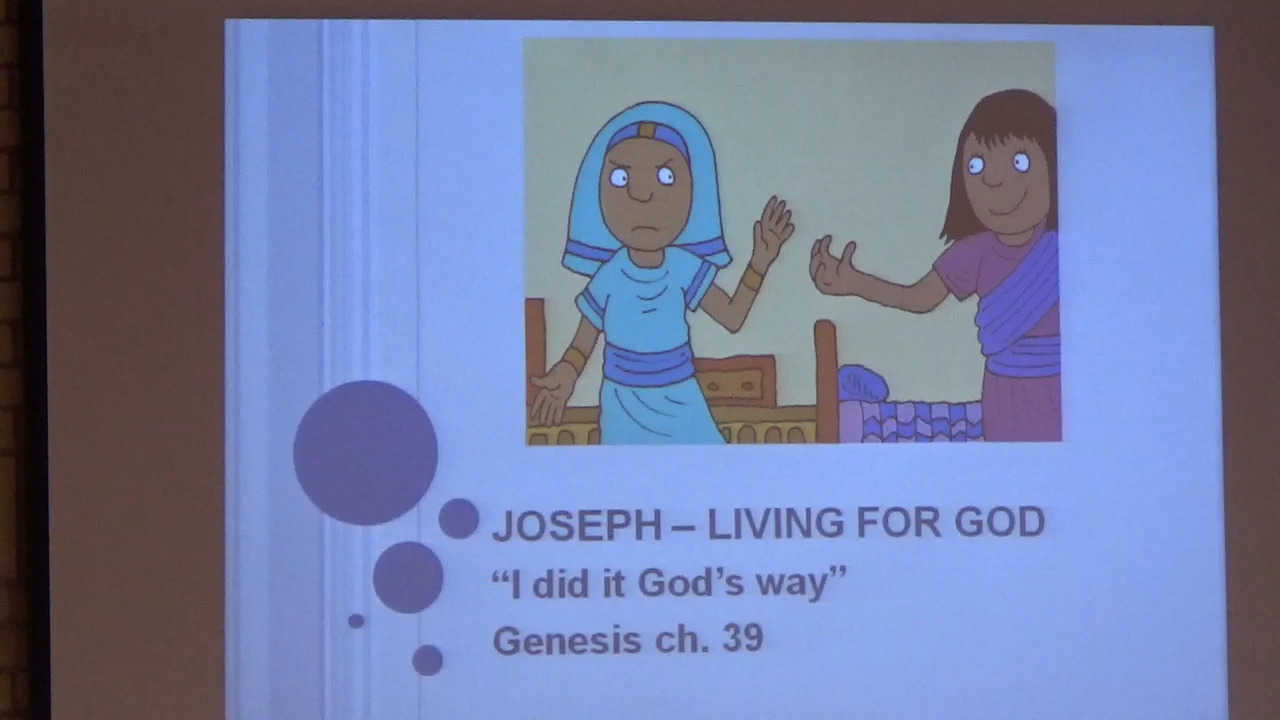 JOSEPH – LIVING FOR GOD
“I did it God’s way”
Genesis ch. 39